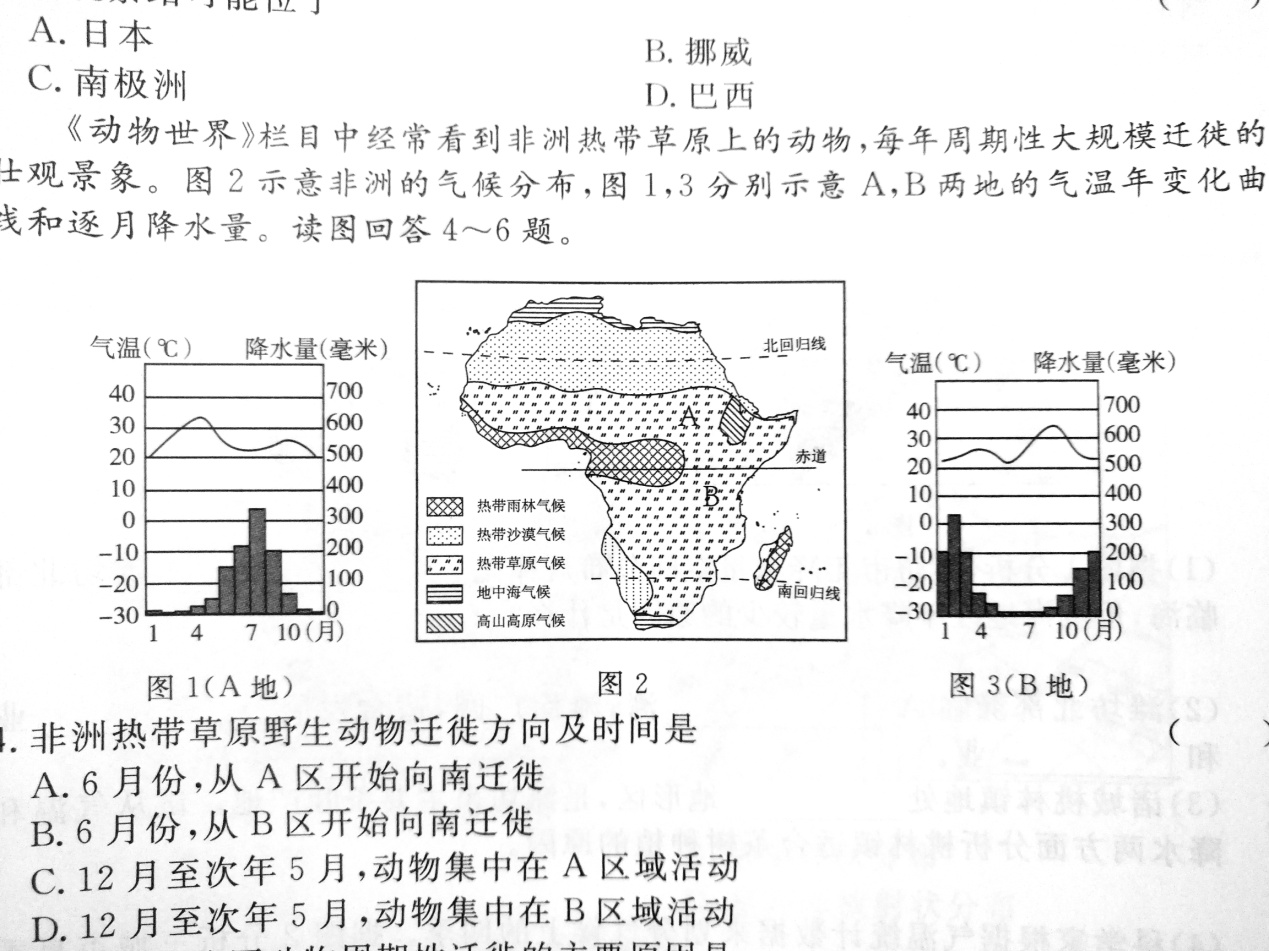 A. 日本
B. 挪威
C. 南极洲
D. 巴西
《动物世界》栏目中经常看到非洲热带草原上的动物,每年周期性大规模迁徙的
壮观景象。图 2 示意非洲的气候分布,图 1,3 分别示意 A,B 两地的气温年变化曲
线和逐月降水量。读图回答 4～6 题。
气温(℃) 降水量(毫米)
40 700
30 600
20 500
10 400
0 300
-10 200
-20 100
-30 0
1 4 7 10(月)
图 1(A 地)
北回归线
A
赤道
B
南回归线
热带雨林气候
热带沙漠气候
热带草原气候
地中海气候
高山高原气候
图 2
气温(℃) 降水量(毫米)
40 700
30 600
20 500
10 400
0 300
-10 200
-20 100
-30 0
1 4 7 10(月)
图 3(B 地)
4. 非洲热带草原野生动物迁徙方向及时间是 ( )
A. 6 月份,从 A 区开始向南迁徙
B. 6 月份,从 B 区开始向南迁徙
C. 12 月至次年 5 月,动物集中在 A 区域活动
D. 12 月至次年 5 月,动物集中在 B 区域活动